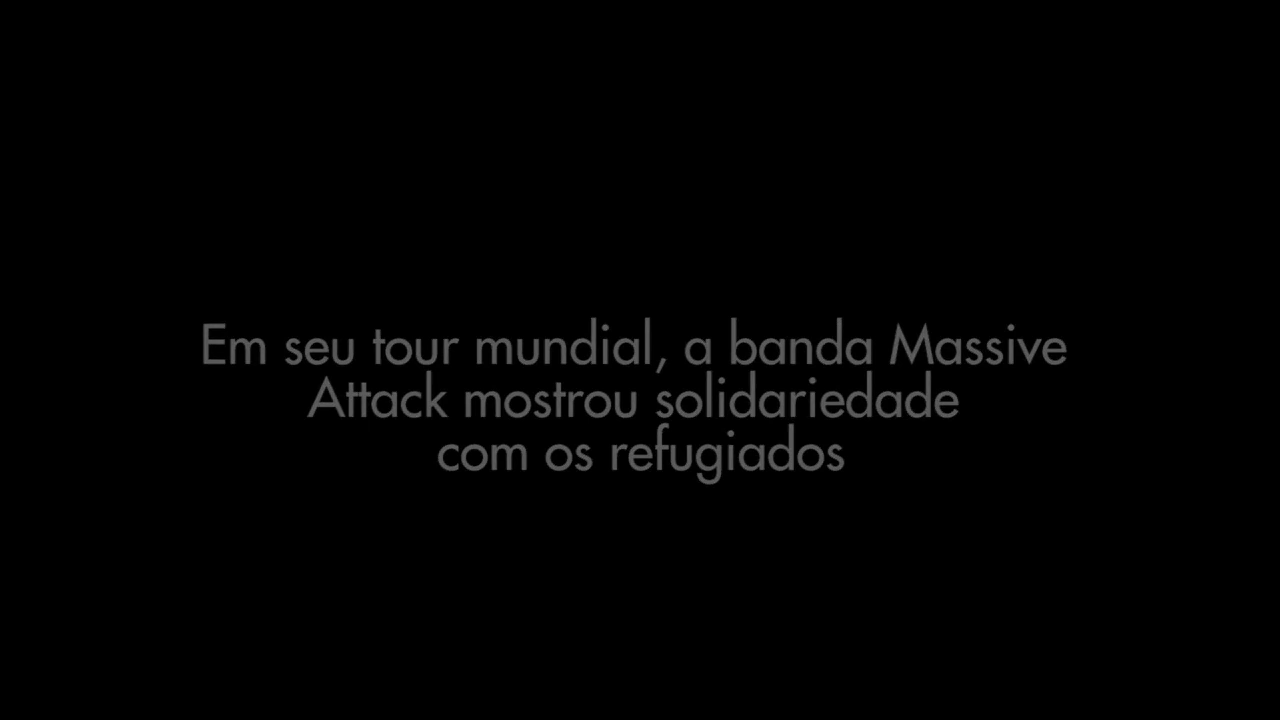 Em seu tour mundial, a banda Massive
Attack mostrou solidariedade
com os refugiados